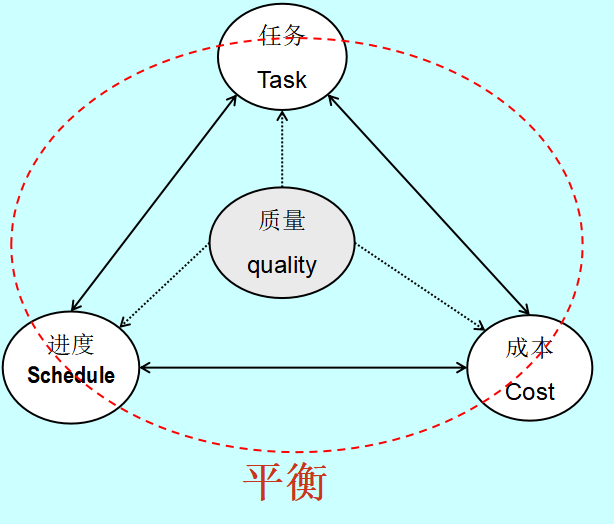 任务
Task
质量
quality
进度
Schedule
成本
Cost
平衡